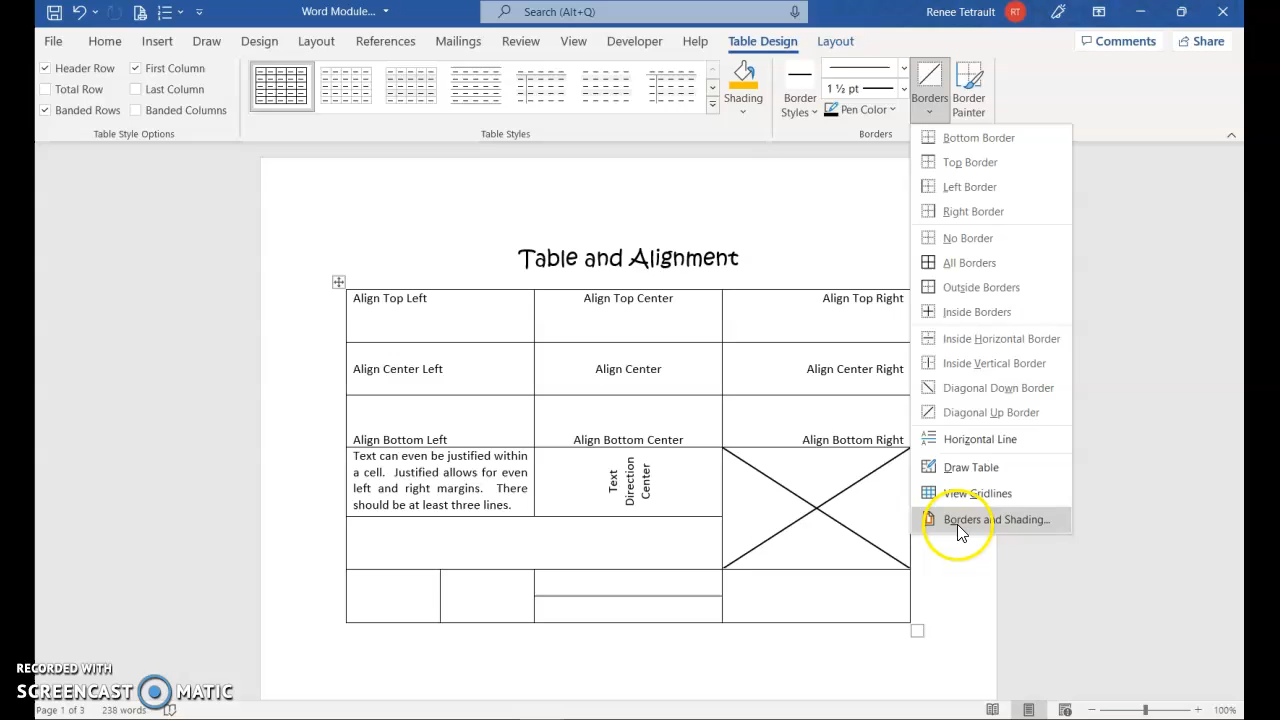 Word Module...
Search (Alt+Q)
Renee Tetrault
RT
File
Home
Insert
Draw
Design
Layout
References
Mailings
Review
View
Developer
Help
Table Design
Layout
Comments
Share
Header Row
First Column
Total Row
Last Column
Banded Rows
Banded Columns
Table Style Options
Table Styles
Shading
Border
Styles
1 ½ pt
Pen Color
Borders
Borders
Border
Painter
Bottom Border
Top Border
Left Border
Right Border
No Border
All Borders
Outside Borders
Inside Borders
Inside Horizontal Border
Inside Vertical Border
Diagonal Down Border
Diagonal Up Border
Horizontal Line
Draw Table
View Gridlines
Borders and Shading...
Table and Alignment
Align Top Left
Align Top Center
Align Top Right
Align Center Left
Align Center
Align Center Right
Align Bottom Left
Align Bottom Center
Align Bottom Right
Text can even be justified within
a cell. Justified allows for even
left and right margins. There
should be at least three lines.
Text
Direction
Center
RECORDED WITH
SCREENCAST MATIC
Page 1 of 3
238 words
100%